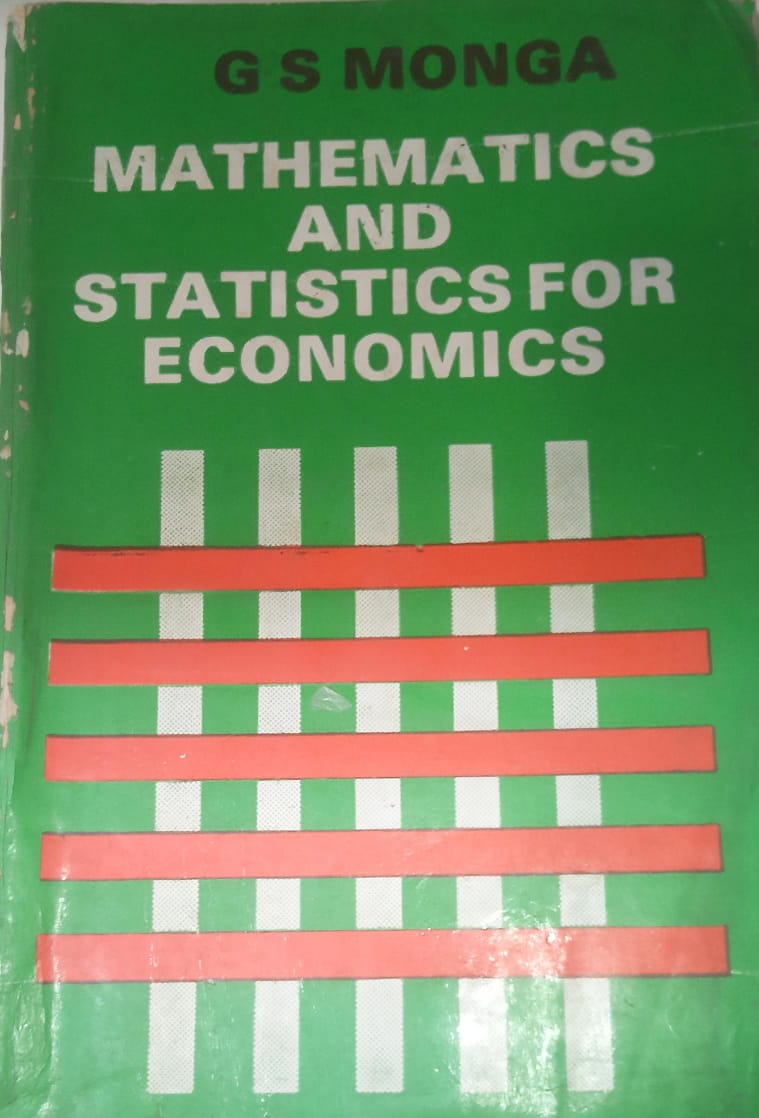 G S MONGA
MATHEMATICS
AND
STATISTICS FOR
ECONOMICS